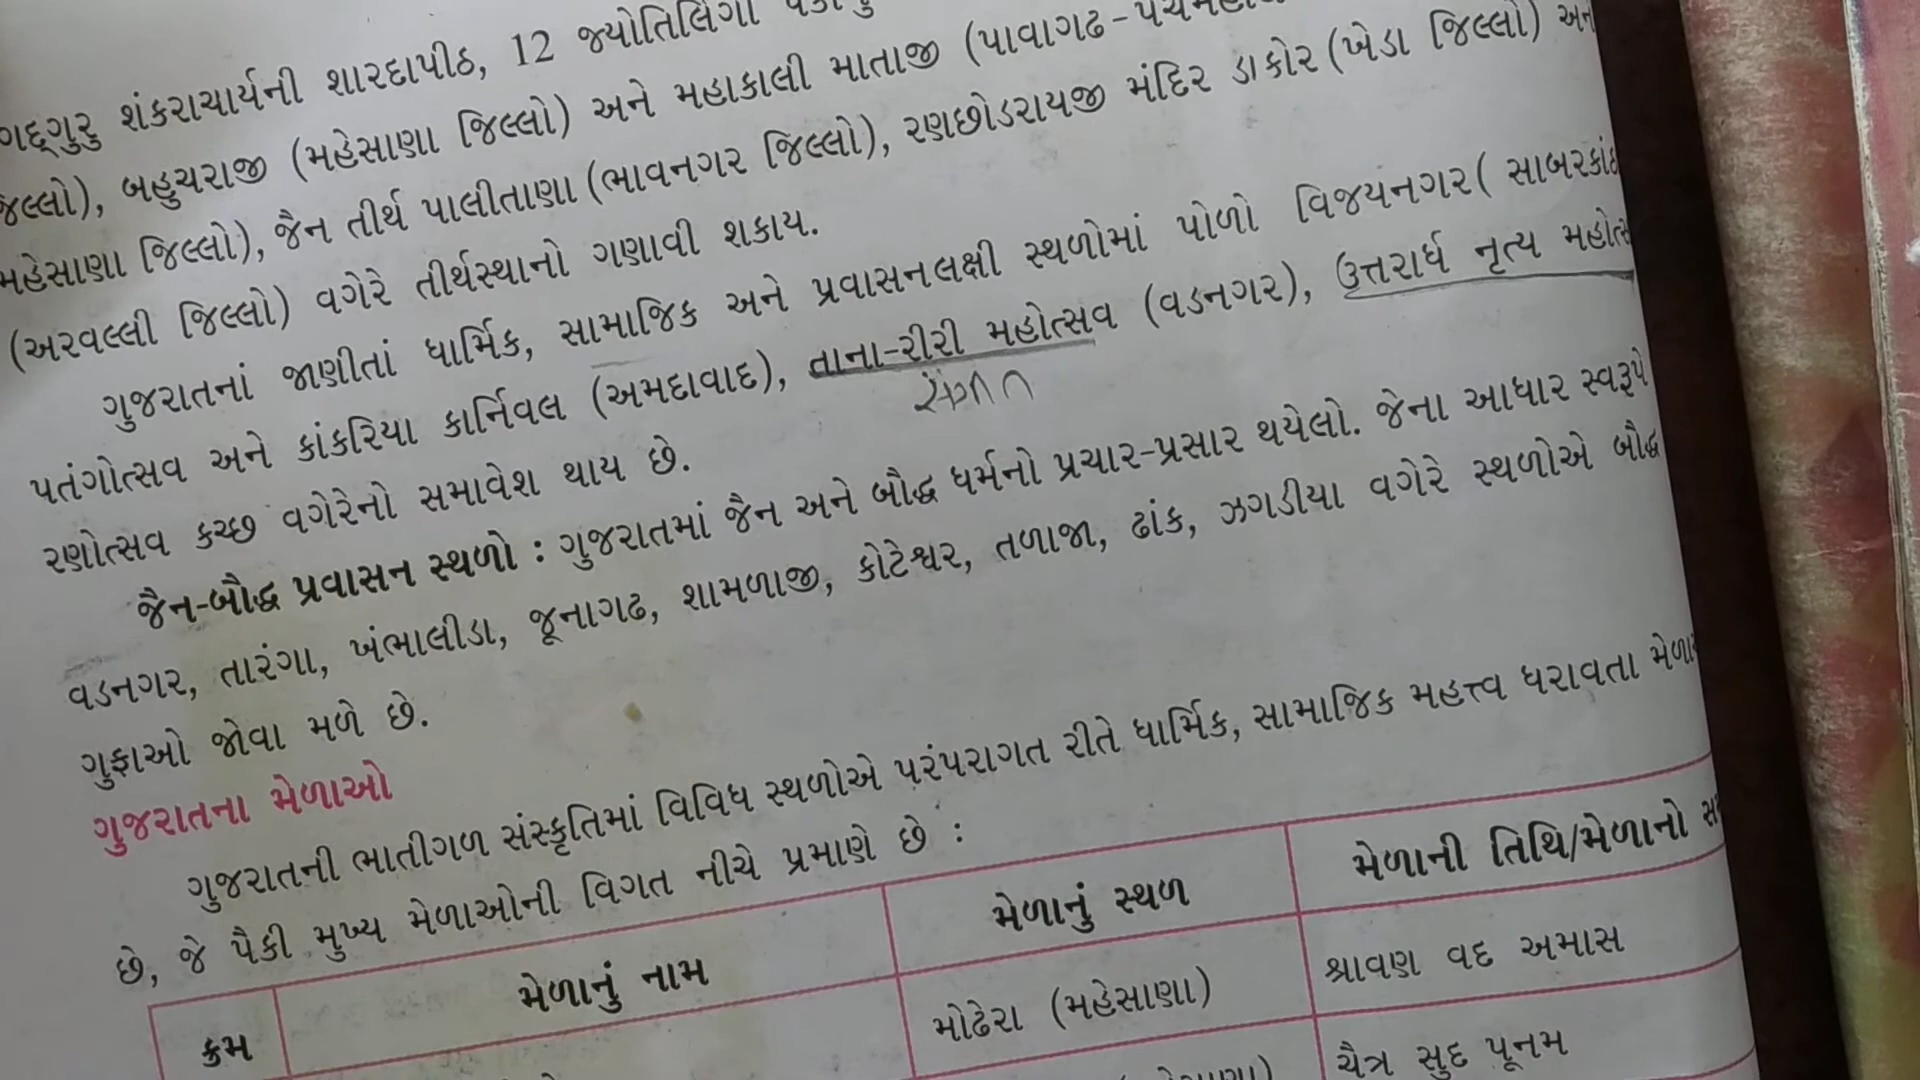 ગદ્ગુરુ શંકરાચાર્યની શારદાપીઠ, 12 જ્યોતિર્લિંગો
જિલ્લો), બહુચરાજી (મહેસાણા જિલ્લો) અને મહાકાલી માતાજી (પાવાગઢ-
મહેસાણા જિલ્લો), જૈન તીર્થ પાલીતાણા (ભાવનગર જિલ્લો), રણછોડરાયજી મંદિર ડાકોર (ખેડા જિલ્લો) અને
(અરવલ્લી જિલ્લો) વગેરે તીર્થસ્થાનો ગણાવી શકાય.
ગુજરાતનાં જાણીતાં ધાર્મિક, સામાજિક અને પ્રવાસનલક્ષી સ્થળોમાં પોળો વિજયનગર( સાબરકાં
પતંગોત્સવ અને કાંકરિયા કાર્નિવલ (અમદાવાદ), તાના-રીરી મહોત્સવ (વડનગર), ઉત્તરાર્ધ નૃત્ય મહોત્સ
સંગીત
રણોત્સવ કચ્છ વગેરેનો સમાવેશ થાય છે.
જૈન-બૌદ્ધ પ્રવાસન સ્થળો : ગુજરાતમાં જૈન અને બૌદ્ધ ધર્મનો પ્રચાર-પ્રસાર થયેલો. જેના આધાર સ્વરૂપે
વડનગર, તારંગા, ખંભાલીડા, જૂનાગઢ, શામળાજી, કોટેશ્વર, તળાજા, ઢાંક, ઝગડીયા વગેરે સ્થળોએ બૌદ્ધ
ગુફાઓ જોવા મળે છે.
ગુજરાતના મેળાઓ
ગુજરાતની ભાતીગળ સંસ્કૃતિમાં વિવિધ સ્થળોએ પરંપરાગત રીતે ધાર્મિક, સામાજિક મહત્ત્વ ધરાવતા
છે, જે પૈકી મુખ્ય મેળાઓની વિગત નીચે પ્રમાણે છે :
ક્રમ મેળાનું નામ મેળાનું સ્થળ મેળાની તિથિ/મેળાનો
મોઢેરા (મહેસાણા) શ્રાવણ વદ અમાસ
ચૈત્ર સુદ પૂનમ